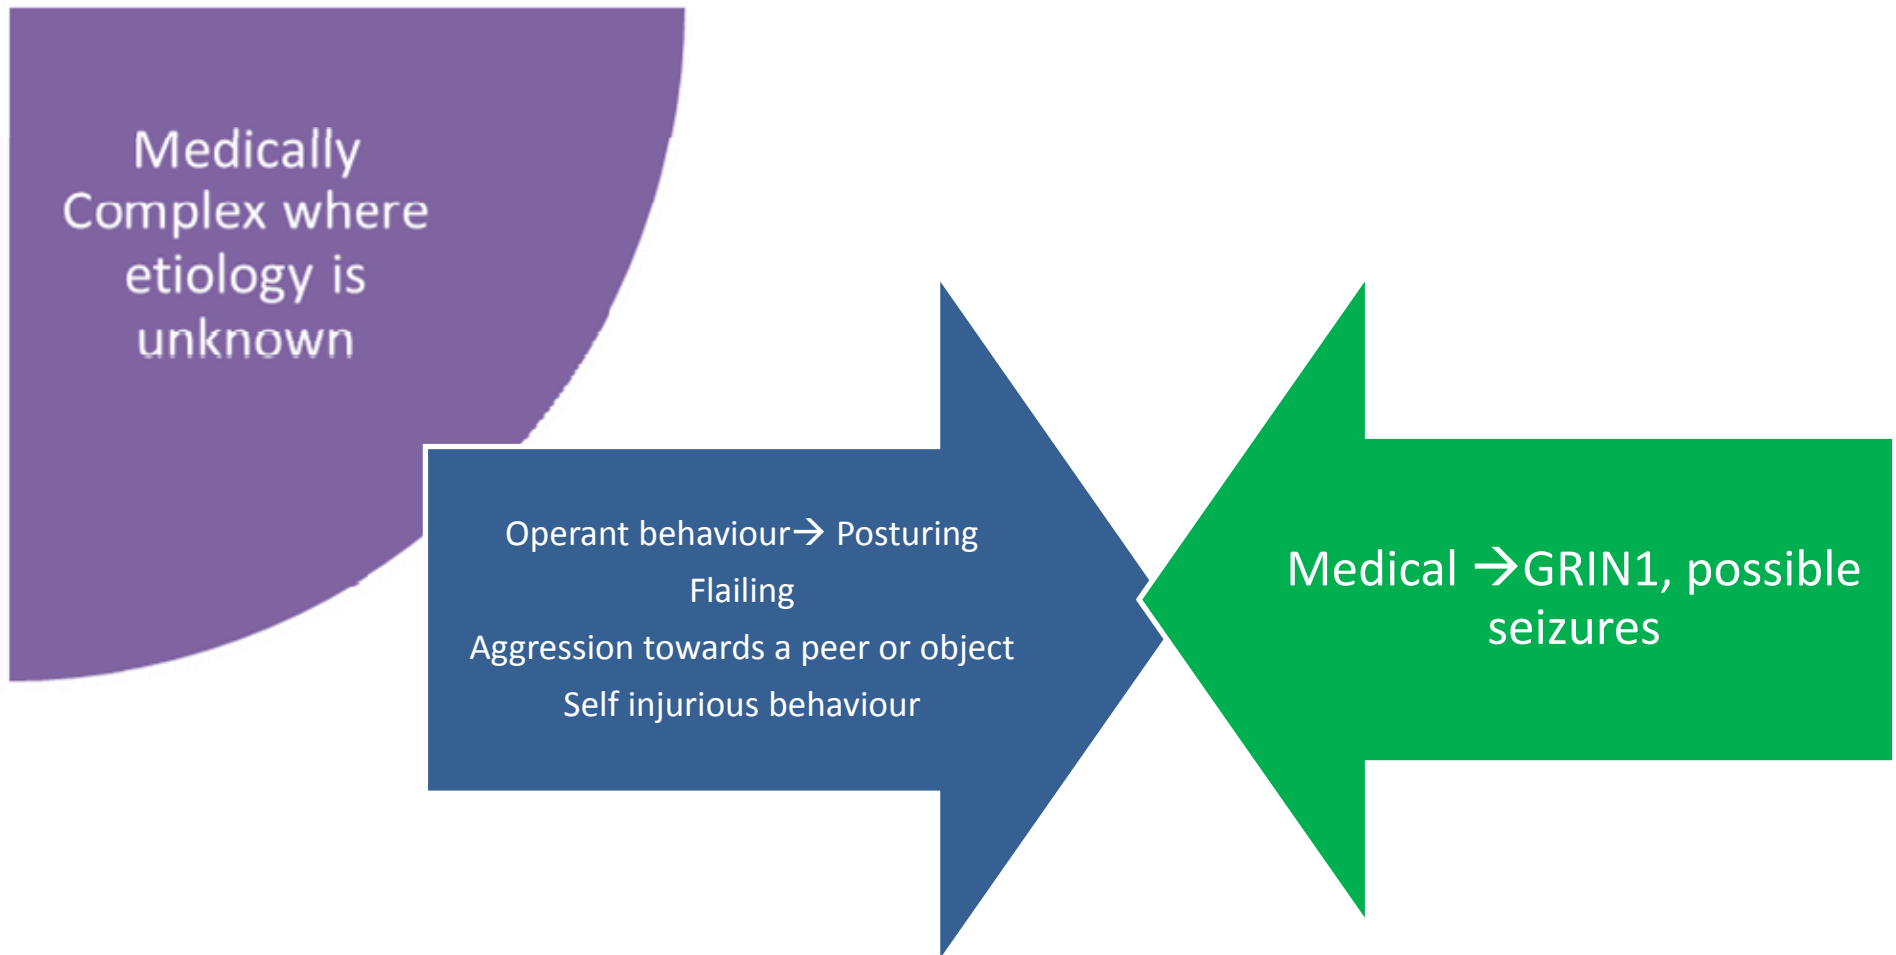 Medically
Complex where
etiology is
unknown
Operant behaviour→ Posturing
Flailing
Aggression towards a peer or object
Self injurious behaviour
Medical →GRIN1, possible
seizures